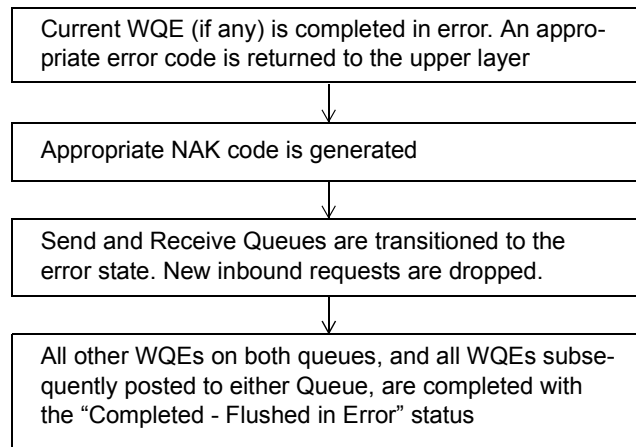 Current WQE (if any) is completed in error. An appro-
priate error code is returned to the upper layer
Appropriate NAK code is generated
Send and Receive Queues are transitioned to the
error state. New inbound requests are dropped.
All other WQEs on both queues, and all WQEs subse-
quently posted to either Queue, are completed with
the “Completed - Flushed in Error” status